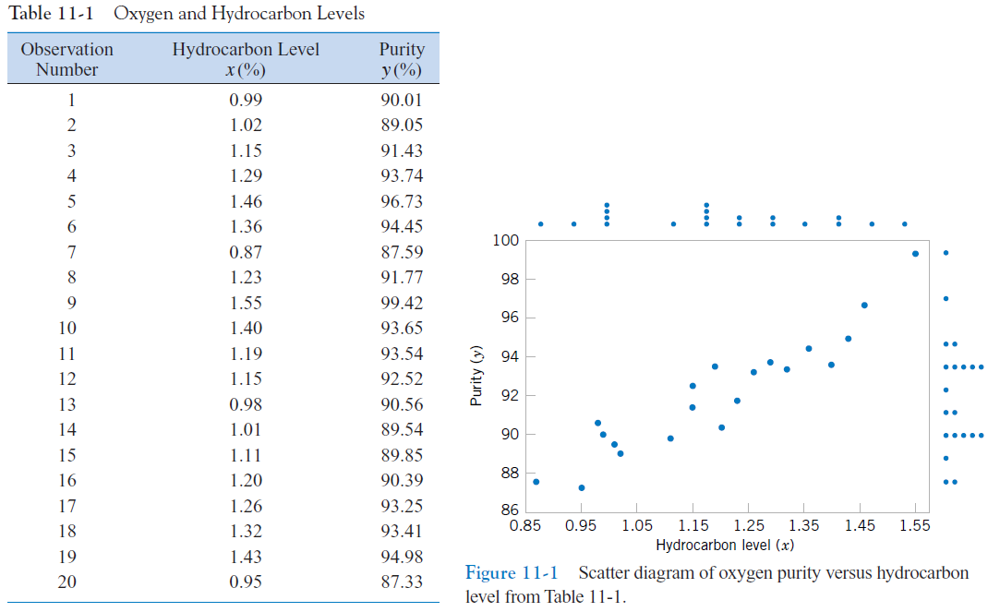 Table 11-1 Oxygen and Hydrocarbon Levels
Observation Hydrocarbon Level Purity
Number x (%) y (%)
1 0.99 90.01
2 1.02 89.05
3 1.15 91.43
4 1.29 93.74
5 1.46 96.73
6 1.36 94.45
7 0.87 87.59
8 1.23 91.77
9 1.55 99.42
10 1.40 93.65
11 1.19 93.54
12 1.15 92.52
13 0.98 90.56
14 1.01 89.54
15 1.11 89.85
16 1.20 90.39
17 1.26 93.25
18 1.32 93.41
19 1.43 94.98
20 0.95 87.33
100
98
96
94
92
90
88
86
Purity (y)
0.85 0.95 1.05 1.15 1.25 1.35 1.45 1.55
Hydrocarbon level (x)
Figure 11-1 Scatter diagram of oxygen purity versus hydrocarbon
level from Table 11-1.